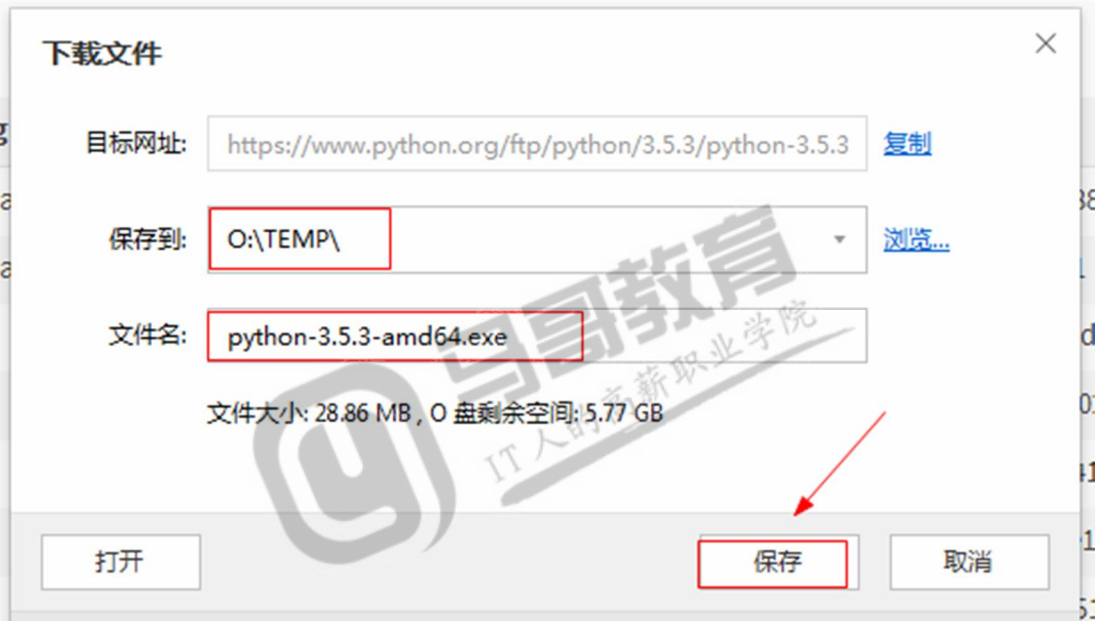 下载文件
目标网址: https://www.python.org/ftp/python/3.5.3/python-3.5.3 复制
保存到: O:\TEMP\ 浏览...
文件名: python-3.5.3-amd64.exe
文件大小: 28.86 MB , O 盘剩余空间: 5.77 GB
马哥教育
IT人的高薪职业学院
打开 保存 取消